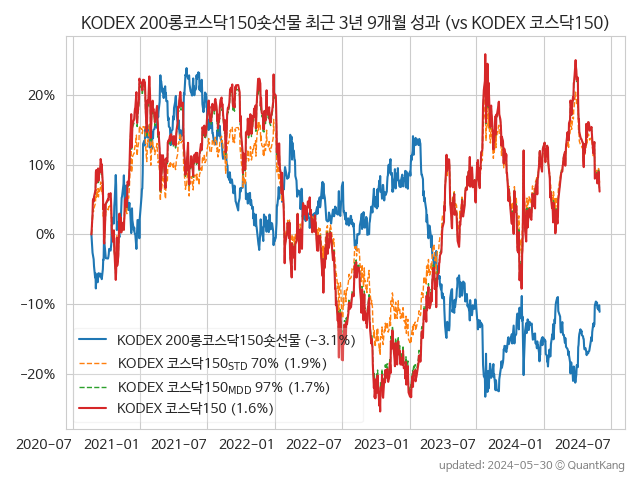 KODEX 200롱코스닥150숏선물 최근 3년 9개월 성과 (vs KODEX 코스닥150)
20%
10%
0%
−10%
−20%
KODEX 200롱코스닥150숏선물 (−3.1%)
KODEX 코스닥150STD 70% (1.9%)
KODEX 코스닥150MDD 97% (1.7%)
KODEX 코스닥150 (1.6%)
2020-07 2021-01 2021-07 2022-01 2022-07 2023-01 2023-07 2024-01 2024-07
updated: 2024-05-30 © QuantKang